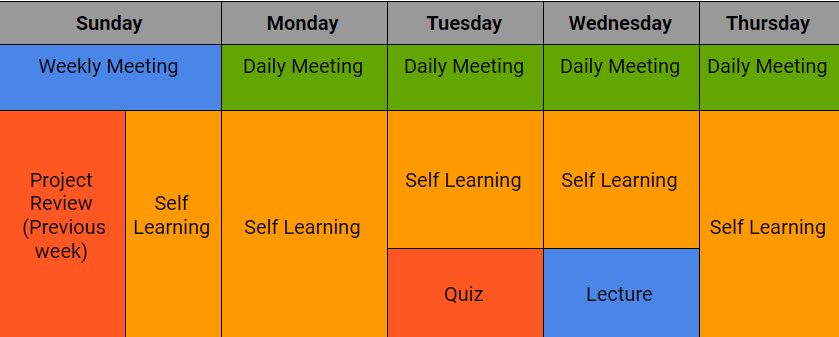 Sunday
Monday
Tuesday
Wednesday
Thursday
Weekly Meeting
Daily Meeting
Daily Meeting
Daily Meeting
Daily Meeting
Project
Review
(Previous
week)
Self
Learning
Self Learning
Self Learning
Quiz
Self Learning
Lecture
Self Learning